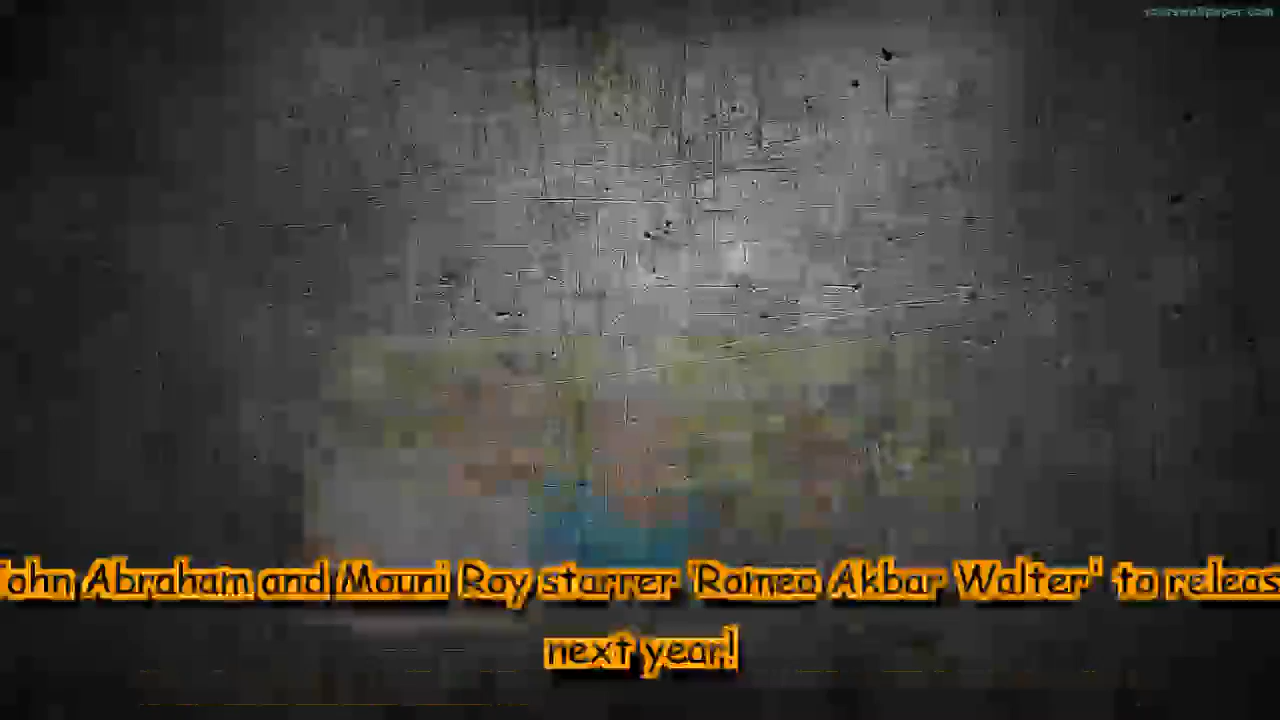 ohn Abraham and Mouni Roy starrer 'Romeo Akbar Walter' to releas
next year!